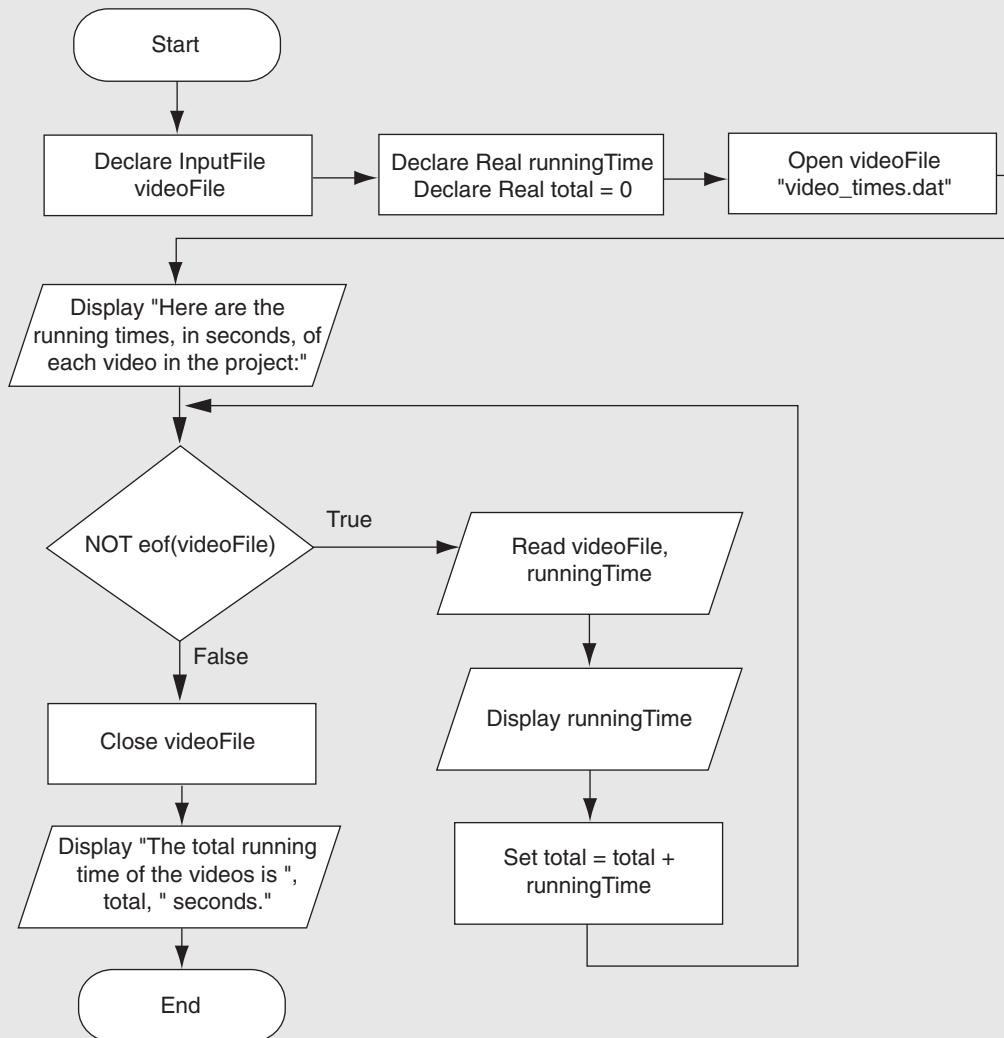 Start
Declare InputFile
videoFile
Declare Real runningTime
Declare Real total = 0
Open videoFile
"video_times.dat"
Display "Here are the
running times, in seconds, of
each video in the project:"
NOT eof(videoFile)
True
Read videoFile,
runningTime
Display runningTime
Set total = total +
runningTime
False
Close videoFile
Display "The total running
time of the videos is ",
total, " seconds."
End